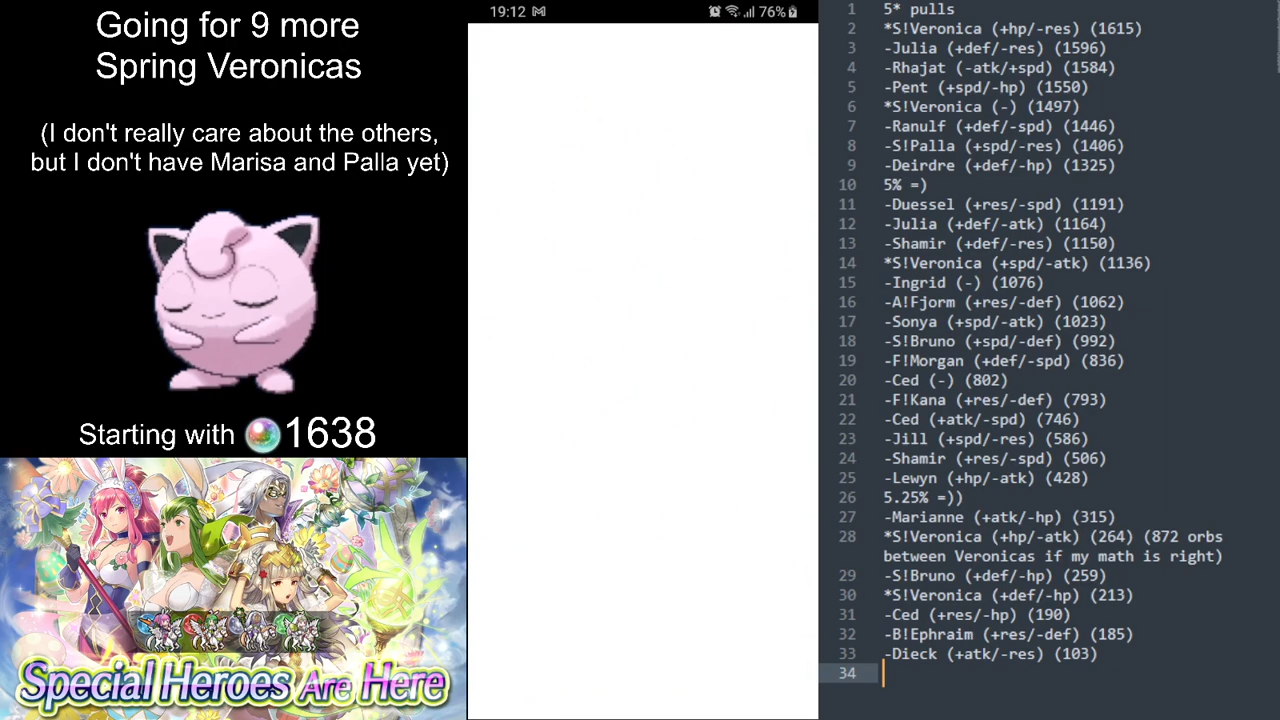 Going for 9 more
Spring Veronicas
(I don't really care about the others,
but I don't have Marisa and Palla yet)
Starting with 1638
Special Heroes Are Here
19:12
76%
1 5* pulls
2 *S!Veronica (+hp/-res) (1615)
3 -Julia (+def/-res) (1596)
4 -Rhajat (-atk/+spd) (1584)
5 -Pent (+spd/-hp) (1550)
6 *S!Veronica (-) (1497)
7 -Ranulf (+def/-spd) (1446)
8 -S!Palla (+spd/-res) (1406)
9 -Deirdre (+def/-hp) (1325)
10 5% =)
11 -Duessel (+res/-spd) (1191)
12 -Julia (+def/-atk) (1164)
13 -Shamir (+def/-res) (1150)
14 *S!Veronica (+spd/-atk) (1136)
15 -Ingrid (-) (1076)
16 -A!Fjorm (+res/-def) (1062)
17 -Sonya (+spd/-atk) (1023)
18 -S!Bruno (+spd/-def) (992)
19 -F!Morgan (+def/-spd) (836)
20 -Ced (-) (802)
21 -F!Kana (+res/-def) (793)
22 -Ced (+atk/-spd) (746)
23 -Jill (+spd/-res) (586)
24 -Shamir (+res/-spd) (506)
25 -Lewyn (+hp/-atk) (428)
26 5.25% =))
27 -Marianne (+atk/-hp) (315)
28 *S!Veronica (+hp/-atk) (264) (872 orbs
between Veronicas if my math is right)
29 -S!Bruno (+def/-hp) (259)
30 *S!Veronica (+def/-hp) (213)
31 -Ced (+res/-hp) (190)
32 -B!Ephraim (+res/-def) (185)
33 -Dieck (+atk/-res) (103)
34